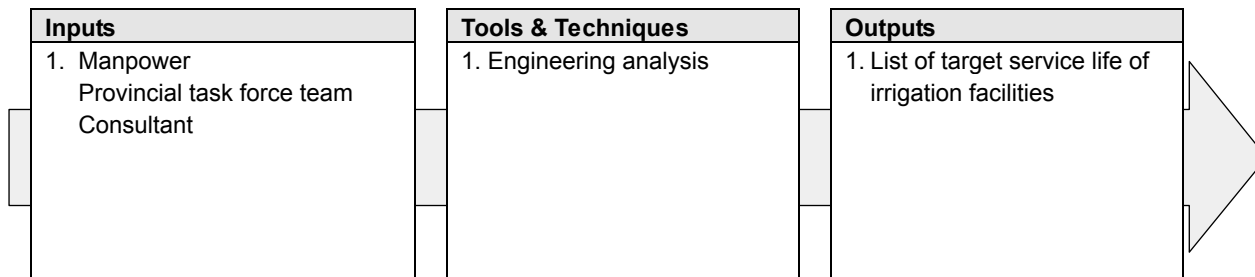 Inputs
1. Manpower
Provincial task force team
Consultant
Tools & Techniques
1. Engineering analysis
Outputs
1. List of target service life of
irrigation facilities